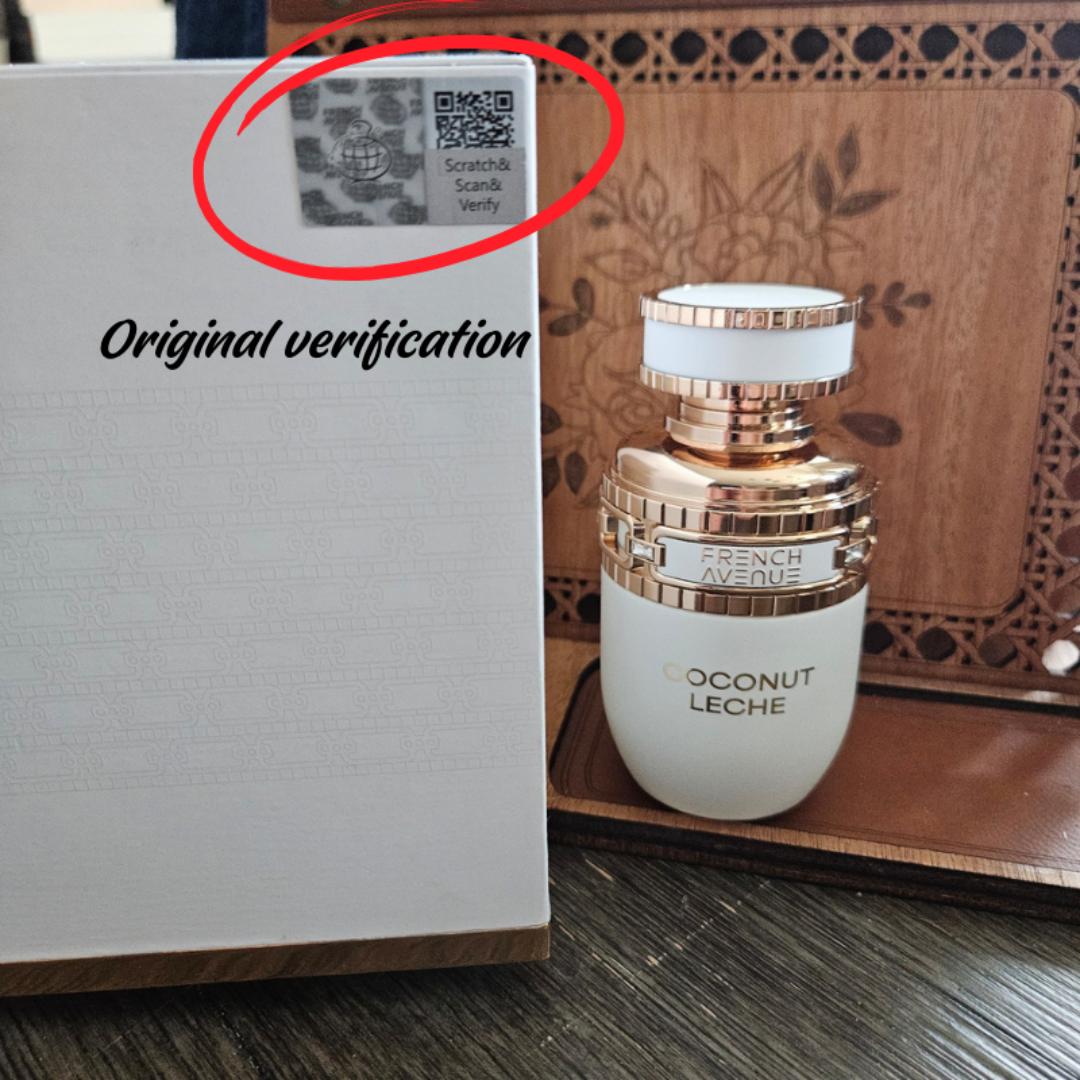 Scratch&
Scan&
Verify
Original verification
FRENCH
AVENUE
COCONUT
LECHE